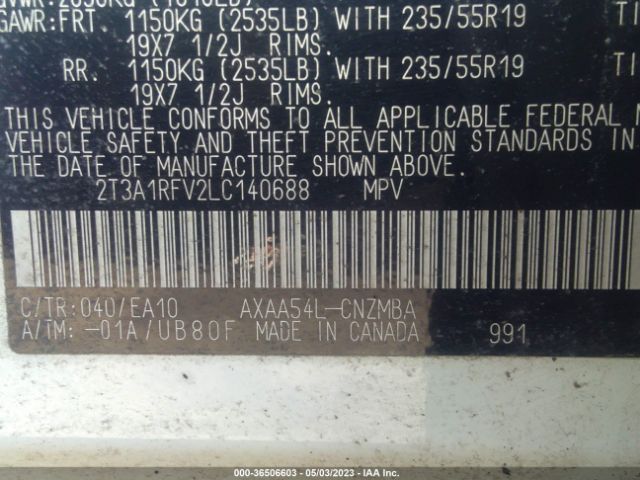 GAWR:FRT. 1150KG (2535LB) WITH 235/55R19
19X7 1/2J RIMS.
RR. 1150KG (2535LB) WITH 235/55R19
19X7 1/2J RIMS.
THIS VEHICLE CONFORMS TO ALL APPLICABLE FEDERAL
VEHICLE SAFETY AND THEFT PREVENTION STANDARDS IN
THE DATE OF MANUFACTURE SHOWN ABOVE.
2T3A1RFV2LC140688 MPV
C/TR:040/EA10 AXAA54L-CNZMBA
A/TM: -01A/UB80F MADE IN CANADA 991
000-36506603 - 05/03/2023 - IAA Inc.